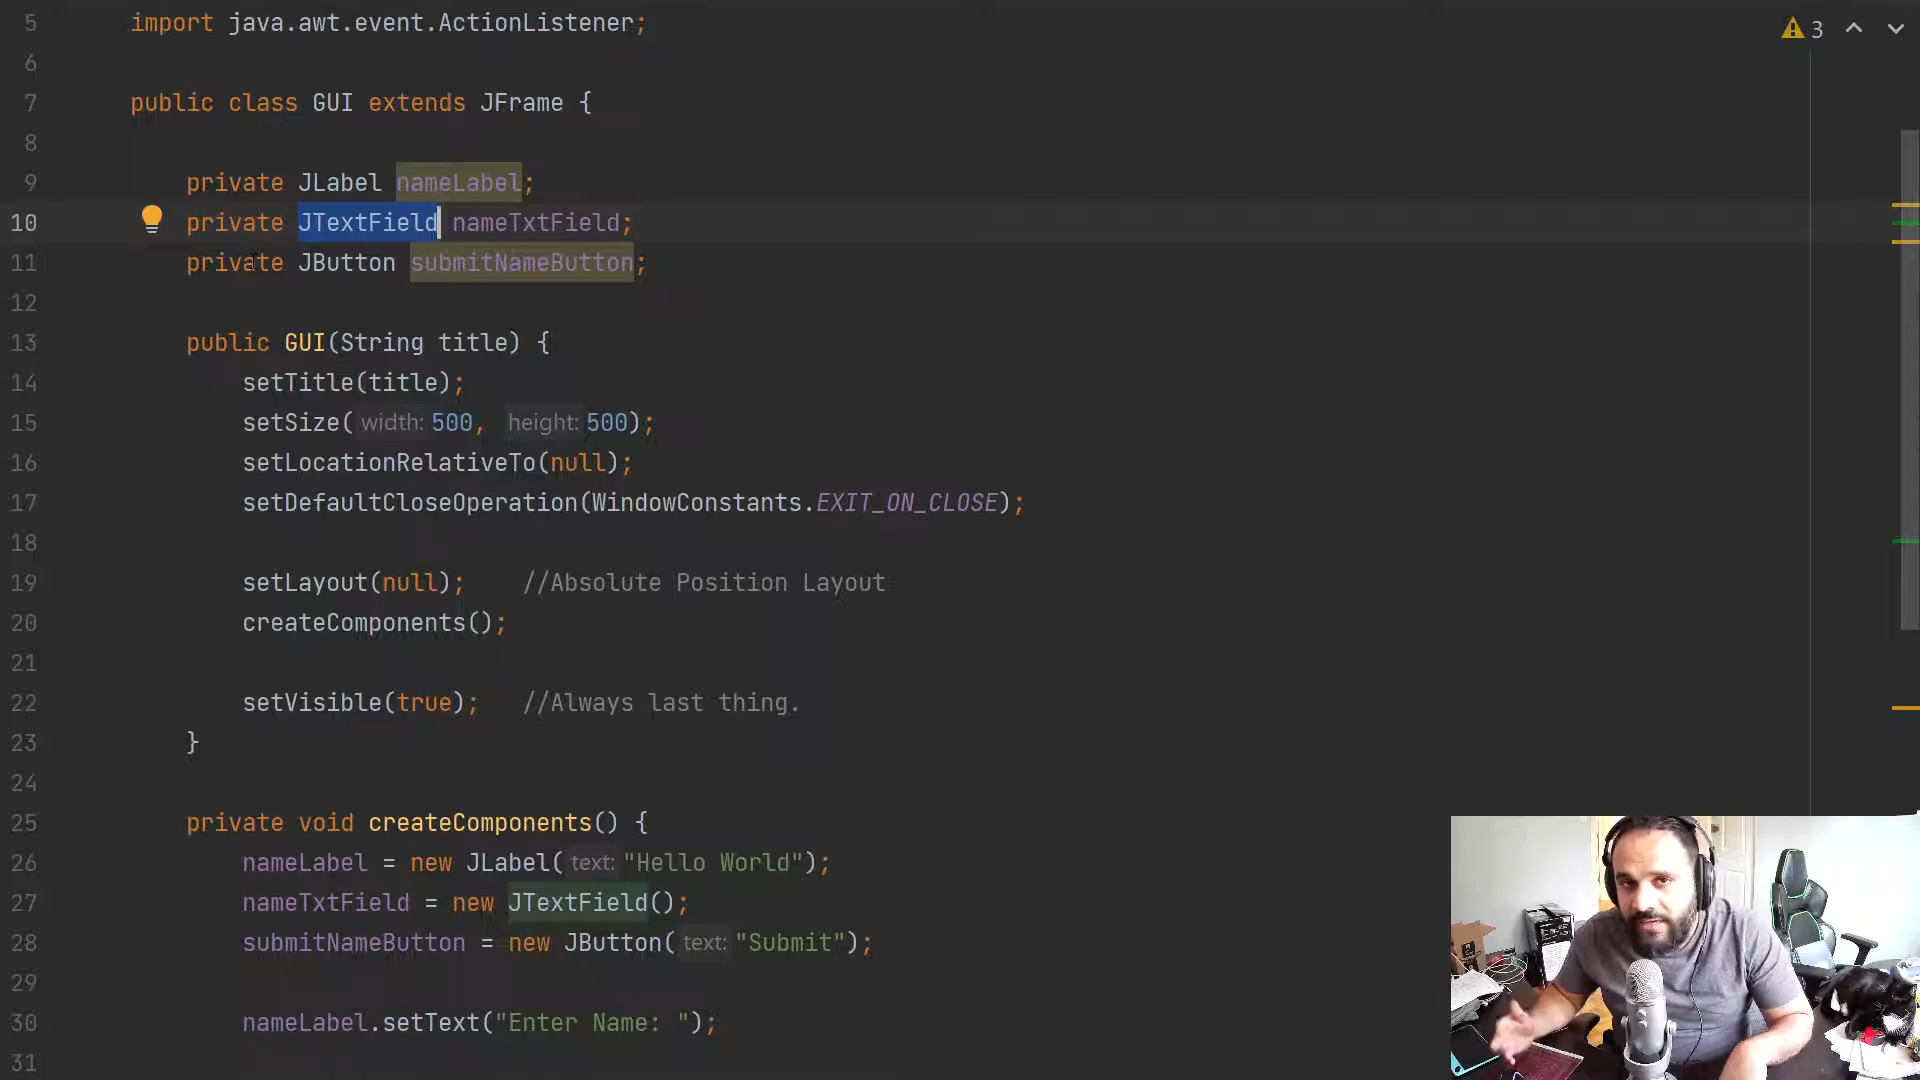 5 import java.awt.event.ActionListener; 3
6
7 public class GUI extends JFrame {
8
9 private JLabel nameLabel;
10 private JTextField nameTxtField;
11 private JButton submitNameButton;
12
13 public GUI(String title) {
14 setTitle(title);
15 setSize( width: 500, height: 500);
16 setLocationRelativeTo(null);
17 setDefaultCloseOperation(WindowConstants.EXIT_ON_CLOSE);
18
19 setLayout(null); //Absolute Position Layout
20 createComponents();
21
22 setVisible(true); //Always last thing.
23 }
24
25 private void createComponents() {
26 nameLabel = new JLabel( text: "Hello World");
27 nameTxtField = new JTextField();
28 submitNameButton = new JButton( text: "Submit");
29
30 nameLabel.setText("Enter Name: ");
31